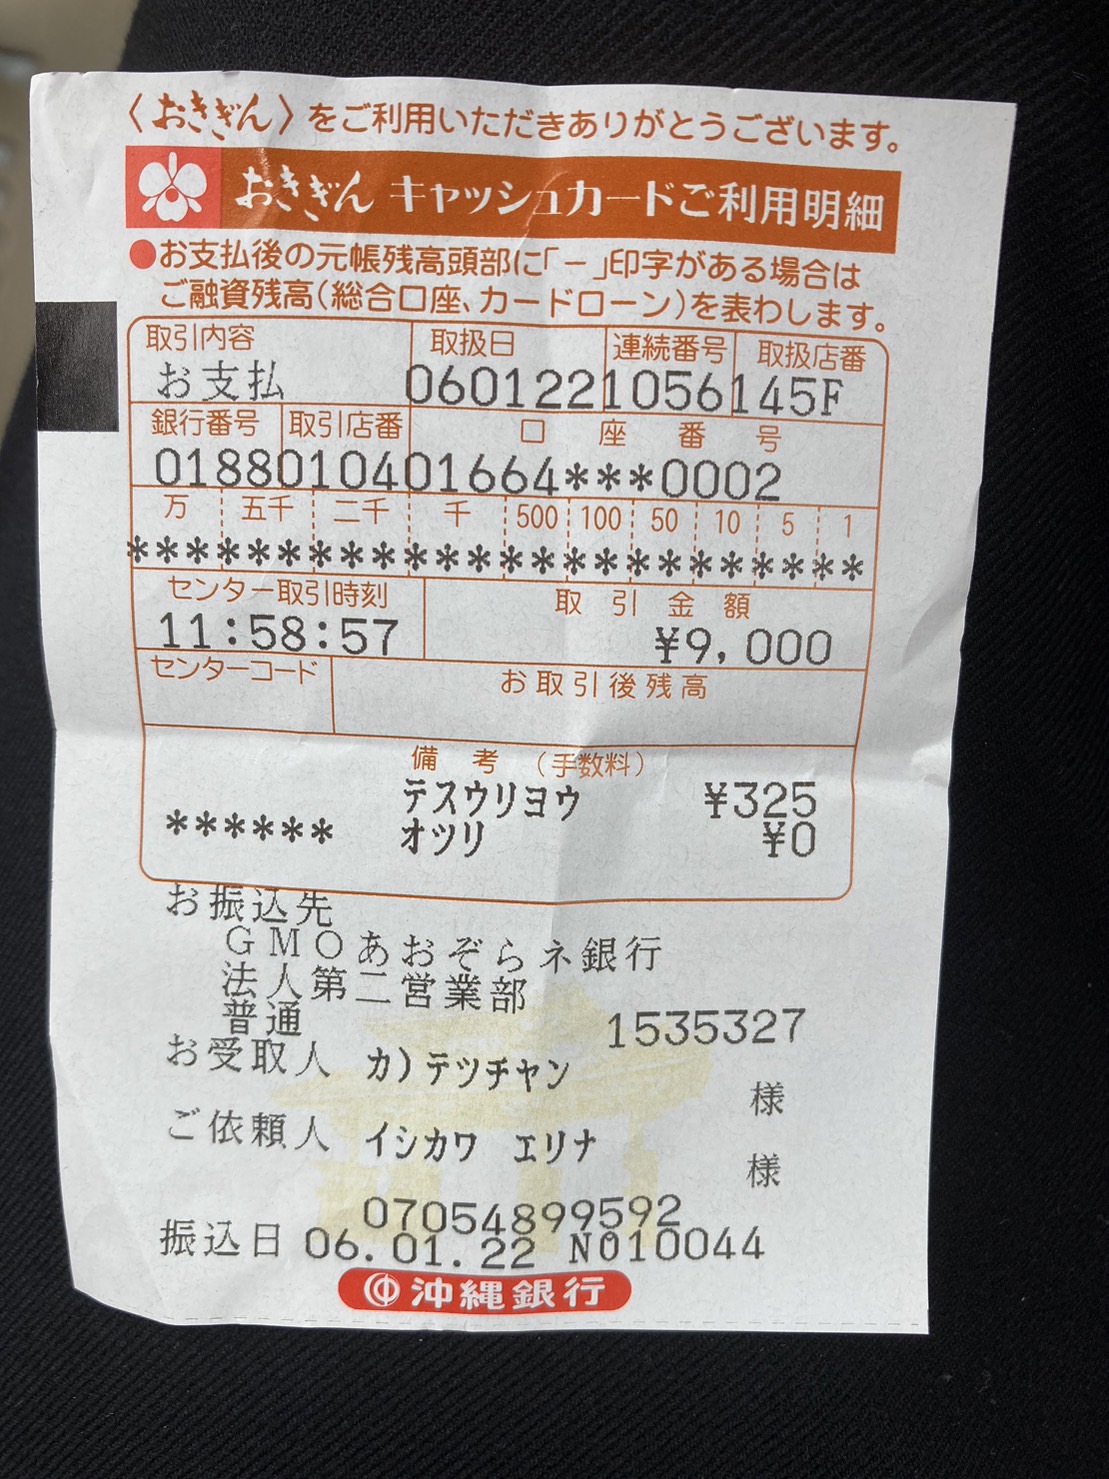 〈おきぎん〉をご利用いただきありがとうございます。
おきぎん キャッシュカードご利用明細
●お支払後の元帳残高頭部に「－」印字がある場合は
ご融資残高(総合口座、カードローン)を表わします。
取引内容 取扱日 連続番号 取扱店番
お支払 0601221056145F
銀行番号 取引店番 口座番号
0188010401664***0002
万 五千 二千 千 500 100 50 10 5 1
*************************
センター取引時刻 取引金額
11:58:57 ¥9,000
センターコード お取引後残高
備考(手数料)
テスウリヨウ ¥325
****** オツリ ¥0
お振込先
GMOあおぞらネ銀行
法人第二営業部
普通 1535327
お受取人 カ)テツチヤン
様
ご依頼人 イシカワ エリナ
様
07054899592
振込日 06.01.22 N010044
沖縄銀行